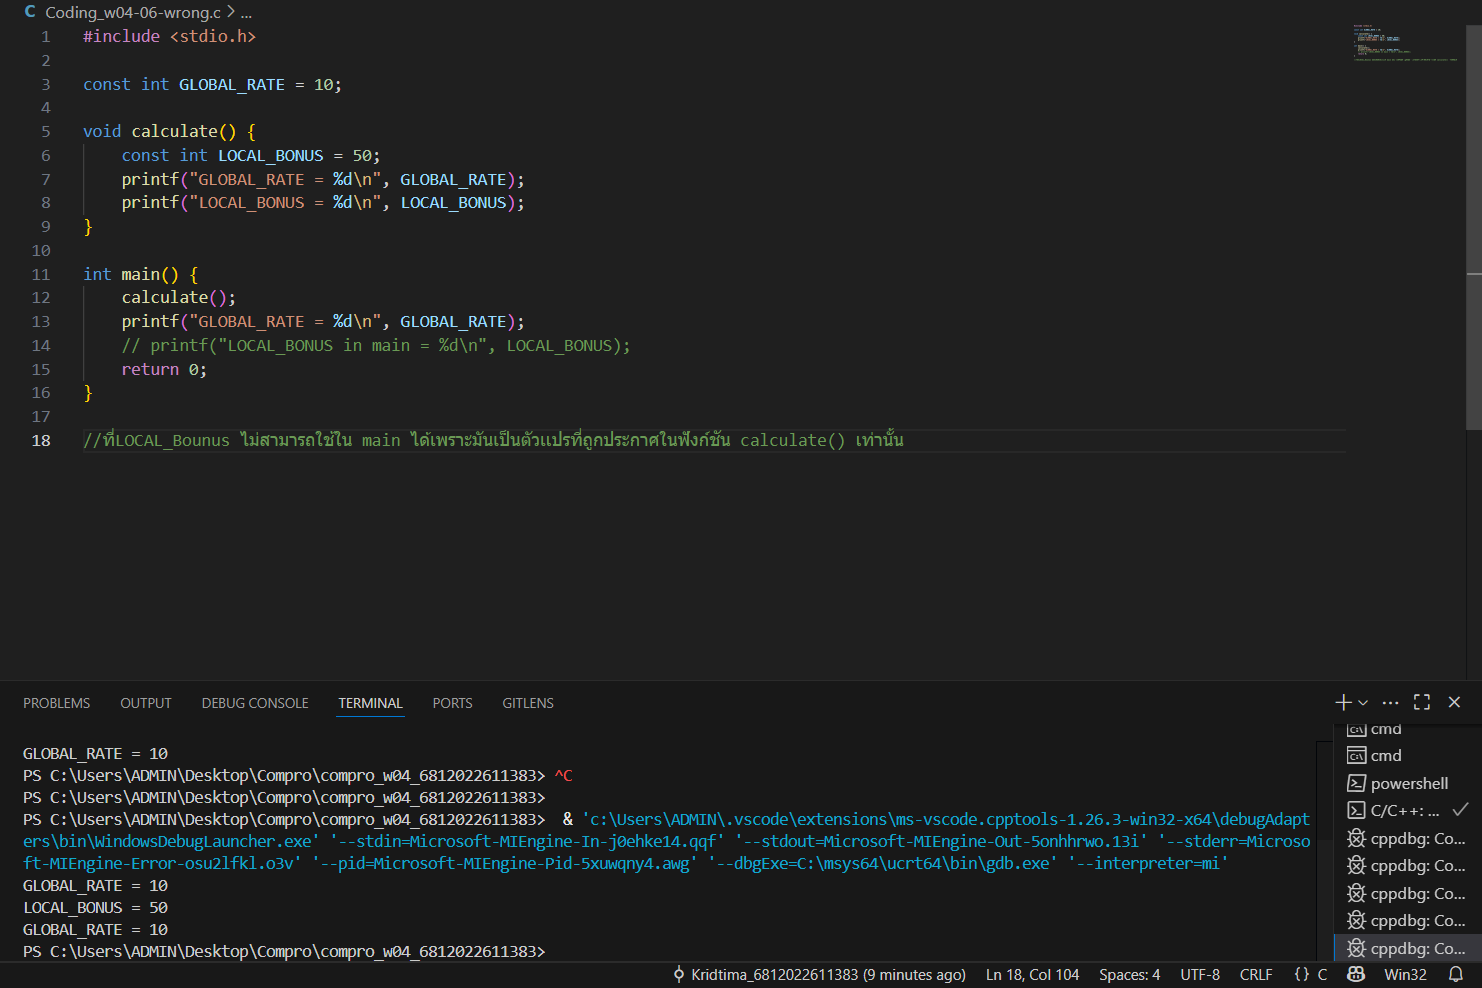 C Coding_w04-06-wrong.c > ...
1 #include <stdio.h>
2
3 const int GLOBAL_RATE = 10;
4
5 void calculate() {
6 const int LOCAL_BONUS = 50;
7 printf("GLOBAL_RATE = %d\n", GLOBAL_RATE);
8 printf("LOCAL_BONUS = %d\n", LOCAL_BONUS);
9 }
10
11 int main() {
12 calculate();
13 printf("GLOBAL_RATE = %d\n", GLOBAL_RATE);
14 // printf("LOCAL_BONUS in main = %d\n", LOCAL_BONUS);
15 return 0;
16 }
17
18 //ที่LOCAL_Bounus ไม่สามารถใช้ใน main ได้เพราะมันเป็นตัวแปรที่ถูกประกาศในฟังก์ชัน calculate() เท่านั้น
PROBLEMS OUTPUT DEBUG CONSOLE TERMINAL PORTS GITLENS
GLOBAL_RATE = 10
PS C:\Users\ADMIN\Desktop\Compro\compro_w04_6812022611383> ^C
PS C:\Users\ADMIN\Desktop\Compro\compro_w04_6812022611383>
PS C:\Users\ADMIN\Desktop\Compro\compro_w04_6812022611383> & 'c:\Users\ADMIN\.vscode\extensions\ms-vscode.cpptools-1.26.3-win32-x64\debugAdapt
ers\bin\WindowsDebugLauncher.exe' '--stdin=Microsoft-MIEngine-In-j0ehke14.qqf' '--stdout=Microsoft-MIEngine-Out-5onhhrwo.13i' '--stderr=Microso
ft-MIEngine-Error-osu2lfkl.o3v' '--pid=Microsoft-MIEngine-Pid-5xuwqny4.awg' '--dbgExe=C:\msys64\ucrt64\bin\gdb.exe' '--interpreter=mi'
GLOBAL_RATE = 10
LOCAL_BONUS = 50
GLOBAL_RATE = 10
PS C:\Users\ADMIN\Desktop\Compro\compro_w04_6812022611383>
cmd
cmd
powershell
C/C++: ...
cppdbg: Co...
cppdbg: Co...
cppdbg: Co...
cppdbg: Co...
cppdbg: Co...
Kridtima_6812022611383 (9 minutes ago) Ln 18, Col 104 Spaces: 4 UTF-8 CRLF {} C Win32